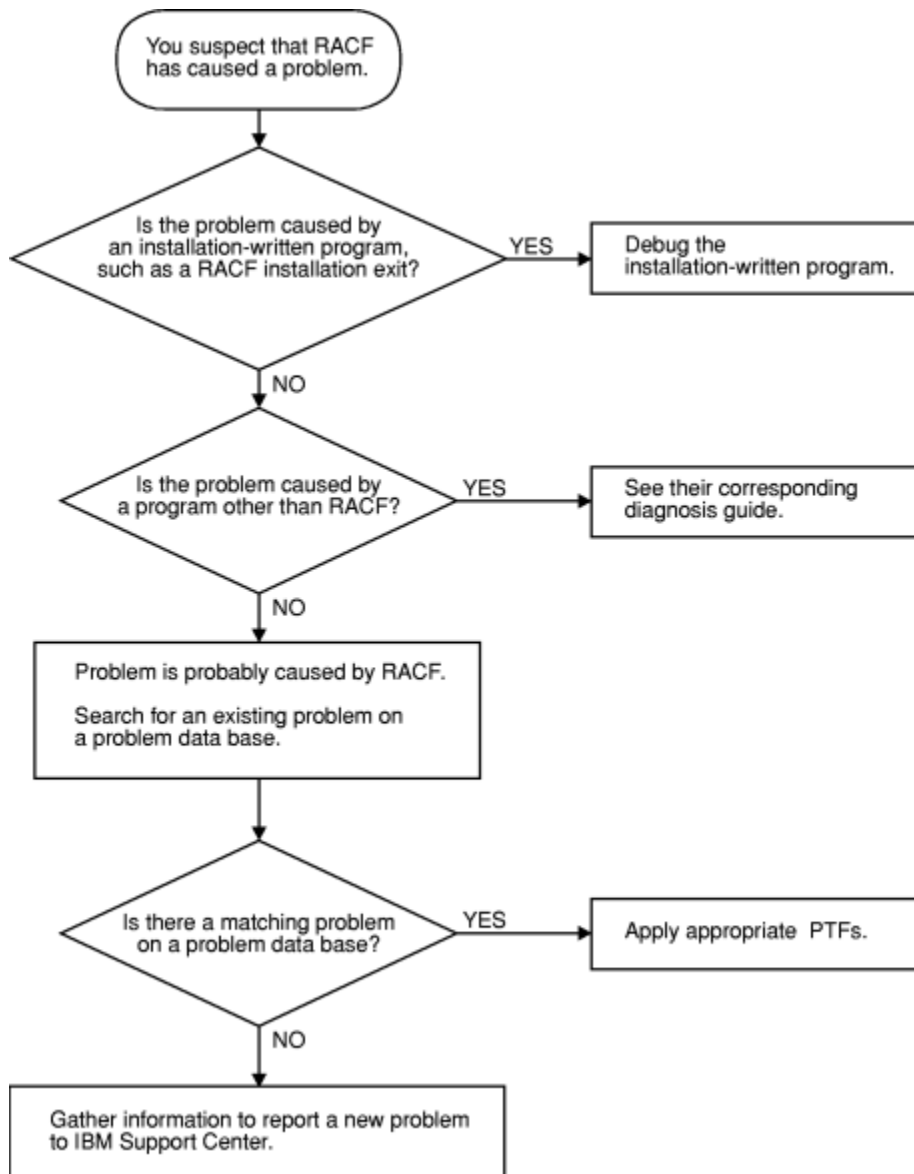 You suspect that RACF
has caused a problem.
Is the problem caused by
an installation-written program,
such as a RACF installation exit?
YES
Debug the
installation-written program.
NO
Is the problem caused by
a program other than RACF?
YES
See their corresponding
diagnosis guide.
NO
Problem is probably caused by RACF.
Search for an existing problem on
a problem data base.
Is there a matching problem
on a problem data base?
YES
Apply appropriate PTFs.
NO
Gather information to report a new problem
to IBM Support Center.